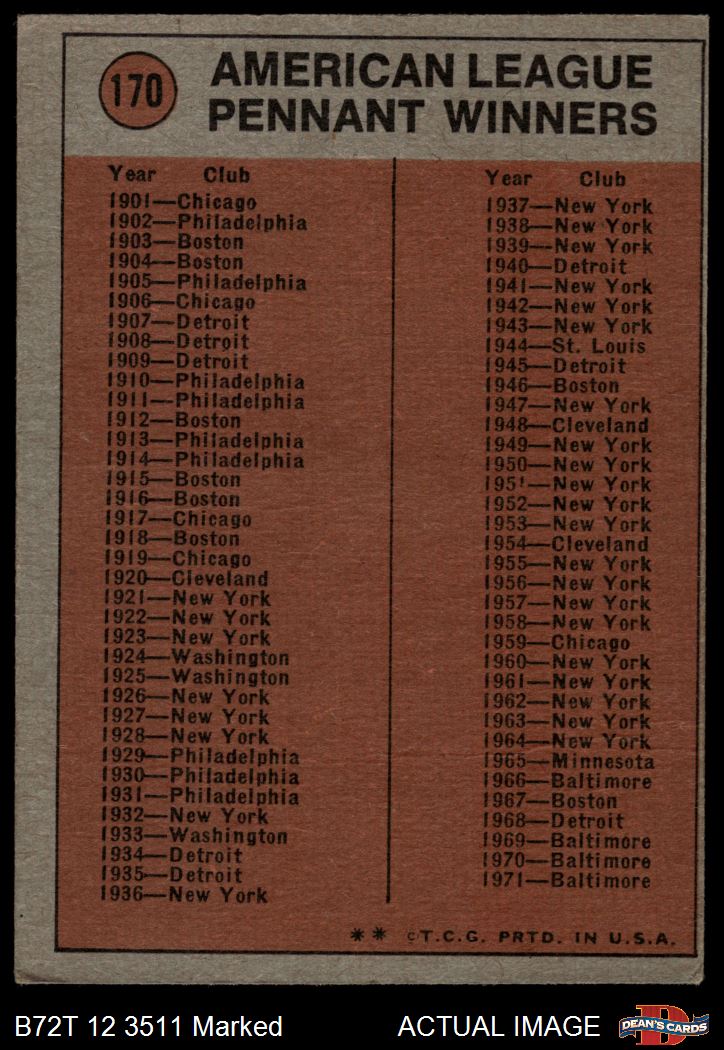 170
AMERICAN LEAGUE
PENNANT WINNERS
Year Club
1901—Chicago
1902—Philadelphia
1903—Boston
1904—Boston
1905—Philadelphia
1906—Chicago
1907—Detroit
1908—Detroit
1909—Detroit
1910—Philadelphia
1911—Philadelphia
1912—Boston
1913—Philadelphia
1914—Philadelphia
1915—Boston
1916—Boston
1917—Chicago
1918—Boston
1919—Chicago
1920—Cleveland
1921—New York
1922—New York
1923—New York
1924—Washington
1925—Washington
1926—New York
1927—New York
1928—New York
1929—Philadelphia
1930—Philadelphia
1931—Philadelphia
1932—New York
1933—Washington
1934—Detroit
1935—Detroit
1936—New York
Year Club
1937—New York
1938—New York
1939—New York
1940—Detroit
1941—New York
1942—New York
1943—New York
1944—St. Louis
1945—Detroit
1946—Boston
1947—New York
1948—Cleveland
1949—New York
1950—New York
1951—New York
1952—New York
1953—New York
1954—Cleveland
1955—New York
1956—New York
1957—New York
1958—New York
1959—Chicago
1960—New York
1961—New York
1962—New York
1963—New York
1964—New York
1965—Minnesota
1966—Baltimore
1967—Boston
1968—Detroit
1969—Baltimore
1970—Baltimore
1971—Baltimore
** ©T.C.G. PRTD. IN U.S.A.
B72T 12 3511 Marked
ACTUAL IMAGE
D
DEAN'S CARDS